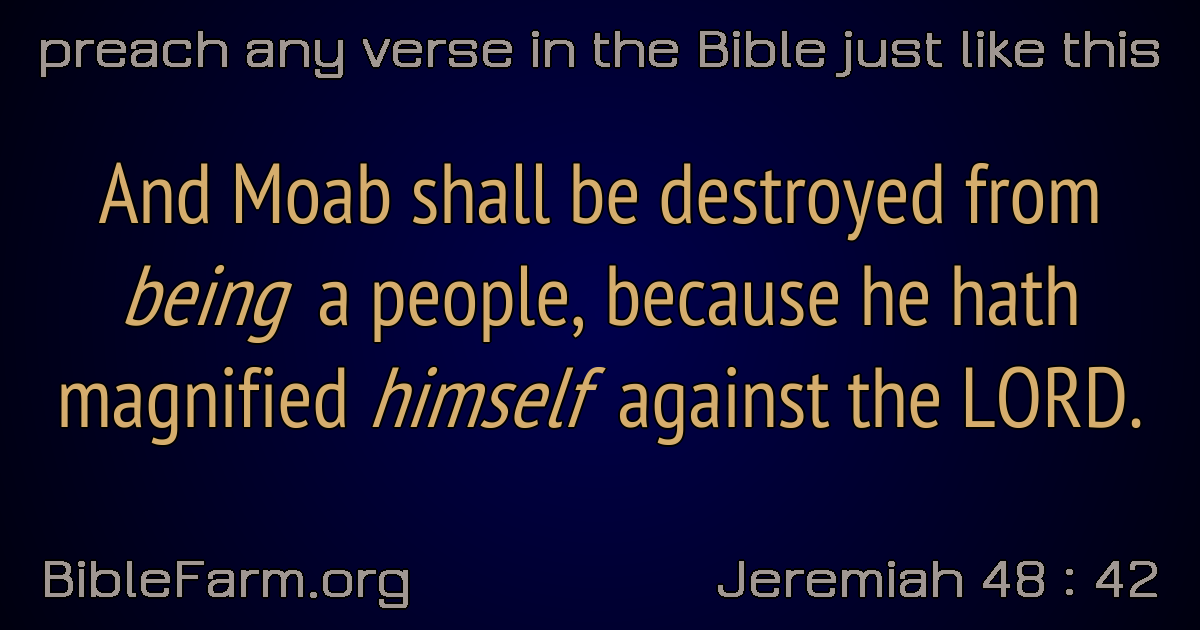 preach any verse in the Bible just like this
And Moab shall be destroyed from
being a people, because he hath
magnified himself against the LORD.
BibleFarm.org
Jeremiah 48 : 42